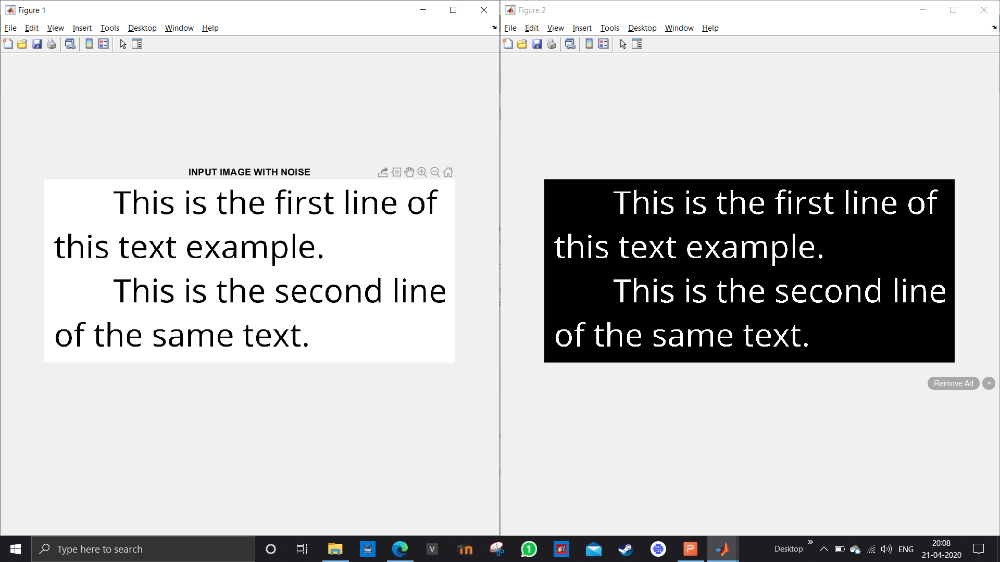 Figure 1
File Edit View Insert Tools Desktop Window Help
INPUT IMAGE WITH NOISE
This is the first line of
this text example.
This is the second line
of the same text.
Figure 2
File Edit View Insert Tools Desktop Window Help
This is the first line of
this text example.
This is the second line
of the same text.
Remove Ad ×
Type here to search
V
m
1
P
Desktop
ENG
20:08
21-04-2020